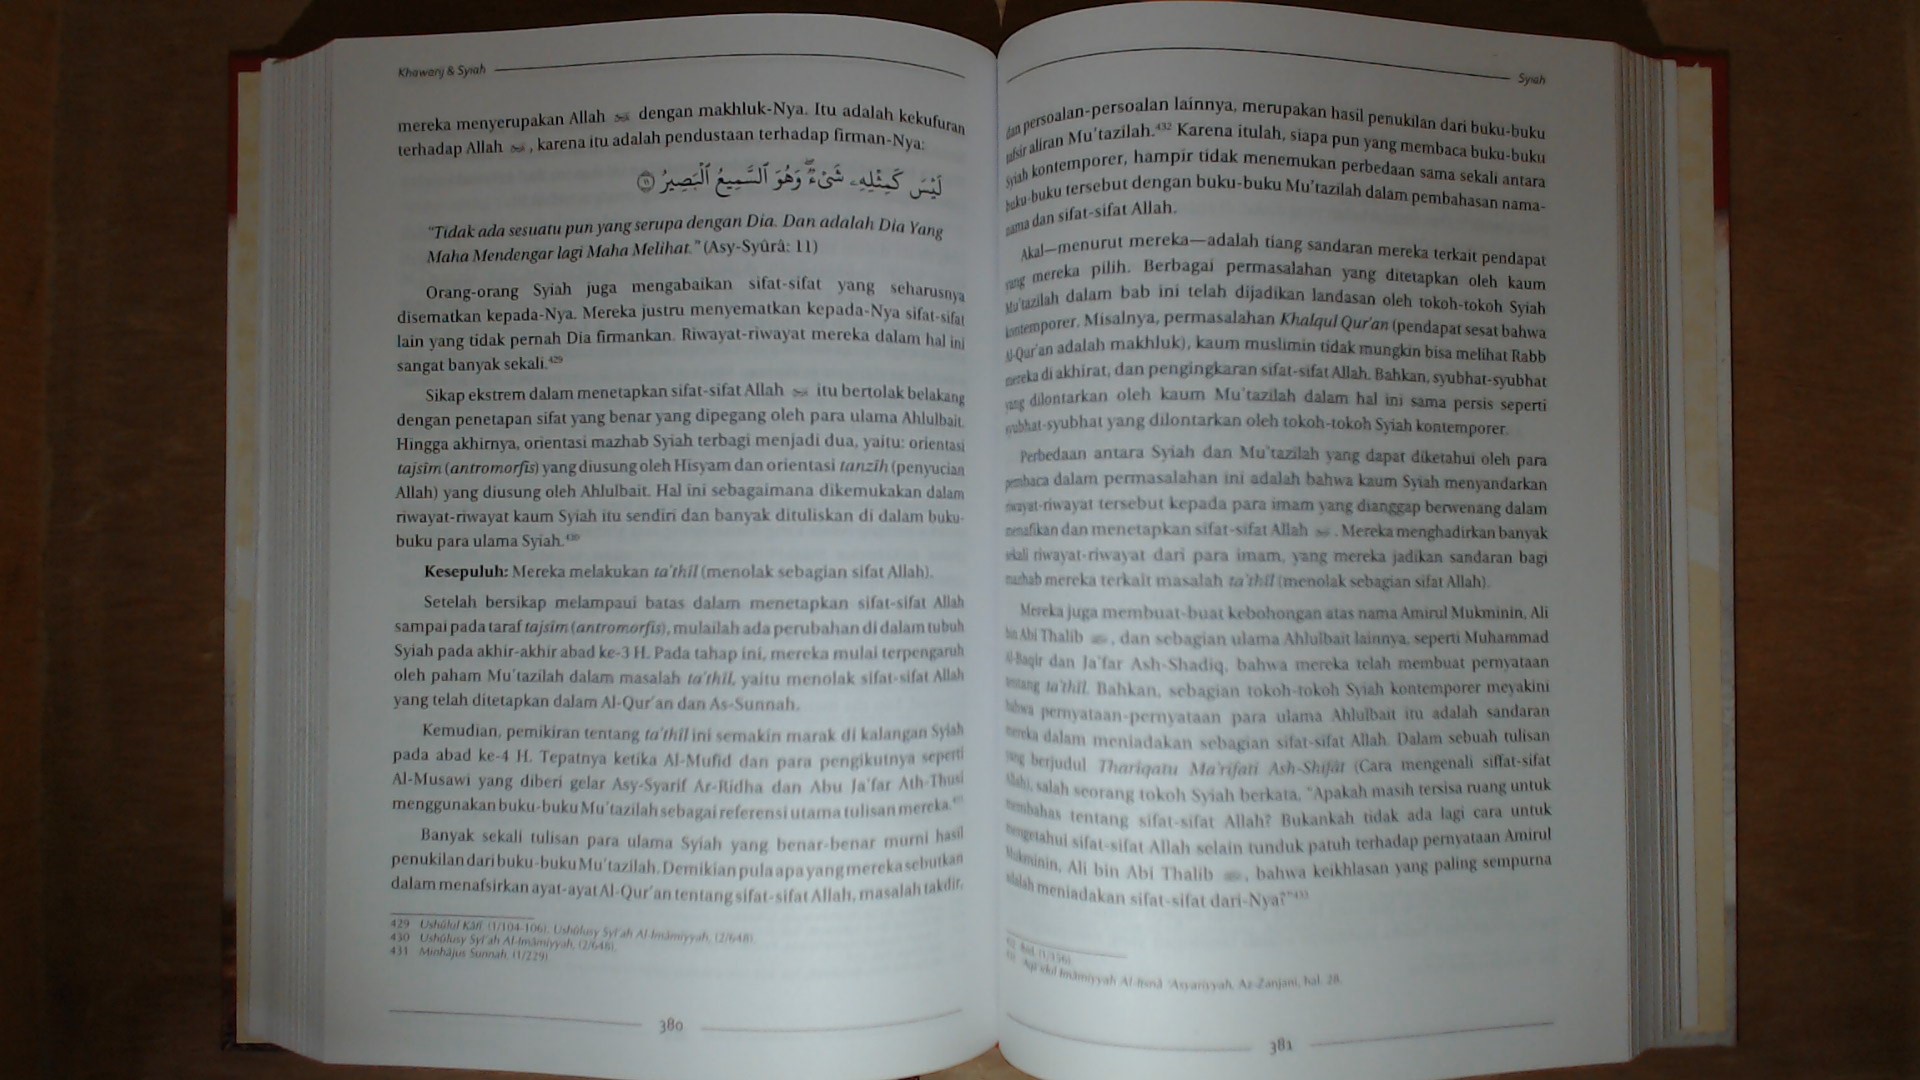 Khawarij & Syiah
mereka menyerupakan Allah ﷻ dengan makhluk-Nya. Itu adalah kekufuran
terhadap Allah ﷻ, karena itu adalah pendustaan terhadap firman-Nya:
لَيْسَ كَمِثْلِهِۦ شَىْءٌ ۖ وَهُوَ ٱلسَّمِيعُ ٱلْبَصِيرُ ۝١١
"Tidak ada sesuatu pun yang serupa dengan Dia. Dan adalah Dia Yang
Maha Mendengar lagi Maha Melihat." (Asy-Syûrâ: 11)
Orang-orang Syiah juga mengabaikan sifat-sifat yang seharusnya
disematkan kepada-Nya. Mereka justru menyematkan kepada-Nya sifat-sifat
lain yang tidak pernah Dia firmankan. Riwayat-riwayat mereka dalam hal ini
sangat banyak sekali.⁴²⁹
Sikap ekstrem dalam menetapkan sifat-sifat Allah ﷻ itu bertolak belakang
dengan penetapan sifat yang benar yang dipegang oleh para ulama Ahlulbait.
Hingga akhirnya, orientasi mazhab Syiah terbagi menjadi dua, yaitu: orientasi
tajsîm (antromorfis) yang diusung oleh Hisyam dan orientasi tanzîh (penyucian
Allah) yang diusung oleh Ahlulbait. Hal ini sebagaimana dikemukakan dalam
riwayat-riwayat kaum Syiah itu sendiri dan banyak dituliskan di dalam buku-
buku para ulama Syiah.⁴³⁰
Kesepuluh: Mereka melakukan ta'thîl (menolak sebagian sifat Allah).
Setelah bersikap melampaui batas dalam menetapkan sifat-sifat Allah
sampai pada taraf tajsîm (antromorfis), mulailah ada perubahan di dalam tubuh
Syiah pada akhir-akhir abad ke-3 H. Pada tahap ini, mereka mulai terpengaruh
oleh paham Mu'tazilah dalam masalah ta'thîl, yaitu menolak sifat-sifat Allah
yang telah ditetapkan dalam Al-Qur'an dan As-Sunnah.
Kemudian, pemikiran tentang ta'thîl ini semakin marak di kalangan Syiah
pada abad ke-4 H. Tepatnya ketika Al-Mufid dan para pengikutnya seperti
Al-Musawi yang diberi gelar Asy-Syarif Ar-Ridha dan Abu Ja'far Ath-Thusi
menggunakan buku-buku Mu'tazilah sebagai referensi utama tulisan mereka.⁴³¹
Banyak sekali tulisan para ulama Syiah yang benar-benar murni hasil
penukilan dari buku-buku Mu'tazilah. Demikian pula apa yang mereka sebutkan
dalam menafsirkan ayat-ayat Al-Qur'an tentang sifat-sifat Allah, masalah takdir,
429 Ushûlul Kâfî (1/104-106), Ushûlusy Syî'ah Al-Imâmiyyah, (2/648).
430 Ushûlusy Syî'ah Al-Imâmiyyah, (2/648).
431 Minhâjus Sunnah, (1/229)
380
Syiah
dan persoalan-persoalan lainnya, merupakan hasil penukilan dari buku-buku
tafsir aliran Mu'tazilah.⁴³² Karena itulah, siapa pun yang membaca buku-buku
Syiah kontemporer, hampir tidak menemukan perbedaan sama sekali antara
buku-buku tersebut dengan buku-buku Mu'tazilah dalam pembahasan nama-
nama dan sifat-sifat Allah.
Akal—menurut mereka—adalah tiang sandaran mereka terkait pendapat
yang mereka pilih. Berbagai permasalahan yang ditetapkan oleh kaum
Mu'tazilah dalam bab ini telah dijadikan landasan oleh tokoh-tokoh Syiah
kontemporer. Misalnya, permasalahan Khalqul Qur'an (pendapat sesat bahwa
Al-Qur'an adalah makhluk), kaum muslimin tidak mungkin bisa melihat Rabb
mereka di akhirat, dan pengingkaran sifat-sifat Allah. Bahkan, syubhat-syubhat
yang dilontarkan oleh kaum Mu'tazilah dalam hal ini sama persis seperti
syubhat-syubhat yang dilontarkan oleh tokoh-tokoh Syiah kontemporer.
Perbedaan antara Syiah dan Mu'tazilah yang dapat diketahui oleh para
pembaca dalam permasalahan ini adalah bahwa kaum Syiah menyandarkan
riwayat-riwayat tersebut kepada para imam yang dianggap berwenang dalam
menafikan dan menetapkan sifat-sifat Allah ﷻ. Mereka menghadirkan banyak
sekali riwayat-riwayat dari para imam, yang mereka jadikan sandaran bagi
mazhab mereka terkait masalah ta'thîl (menolak sebagian sifat Allah).
Mereka juga membuat-buat kebohongan atas nama Amirul Mukminin, Ali
bin Abi Thalib, dan sebagian ulama Ahlulbait lainnya, seperti Muhammad
Al-Baqir dan Ja'far Ash-Shadiq, bahwa mereka telah membuat pernyataan
tentang ta'thîl. Bahkan, sebagian tokoh-tokoh Syiah kontemporer meyakini
bahwa pernyataan-pernyataan para ulama Ahlulbait itu adalah sandaran
mereka dalam meniadakan sebagian sifat-sifat Allah. Dalam sebuah tulisan
yang berjudul Tharîqatu Ma'rifati Ash-Shifât (Cara mengenali siffat-sifat
Allah), salah seorang tokoh Syiah berkata, "Apakah masih tersisa ruang untuk
membahas tentang sifat-sifat Allah? Bukankah tidak ada lagi cara untuk
mengetahui sifat-sifat Allah selain tunduk patuh terhadap pernyataan Amirul
Mukminin, Ali bin Abi Thalib, bahwa keikhlasan yang paling sempurna
adalah meniadakan sifat-sifat dari-Nya?"⁴³³
Ibid, (1/356)
'Aqâ'idul Imâmiyyah Al-Itsnâ 'Asyariyyah, Az-Zanjani, hal. 28.
381